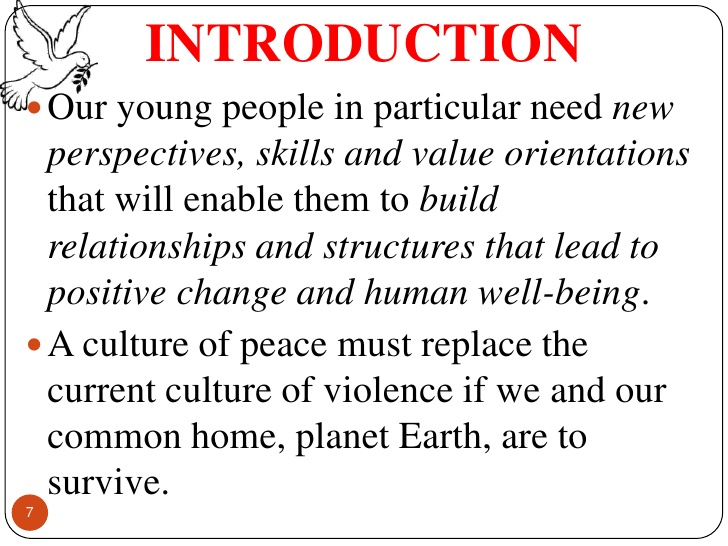 INTRODUCTION
• Our young people in particular need new
perspectives, skills and value orientations
that will enable them to build
relationships and structures that lead to
positive change and human well-being.
• A culture of peace must replace the
current culture of violence if we and our
common home, planet Earth, are to
survive.
7